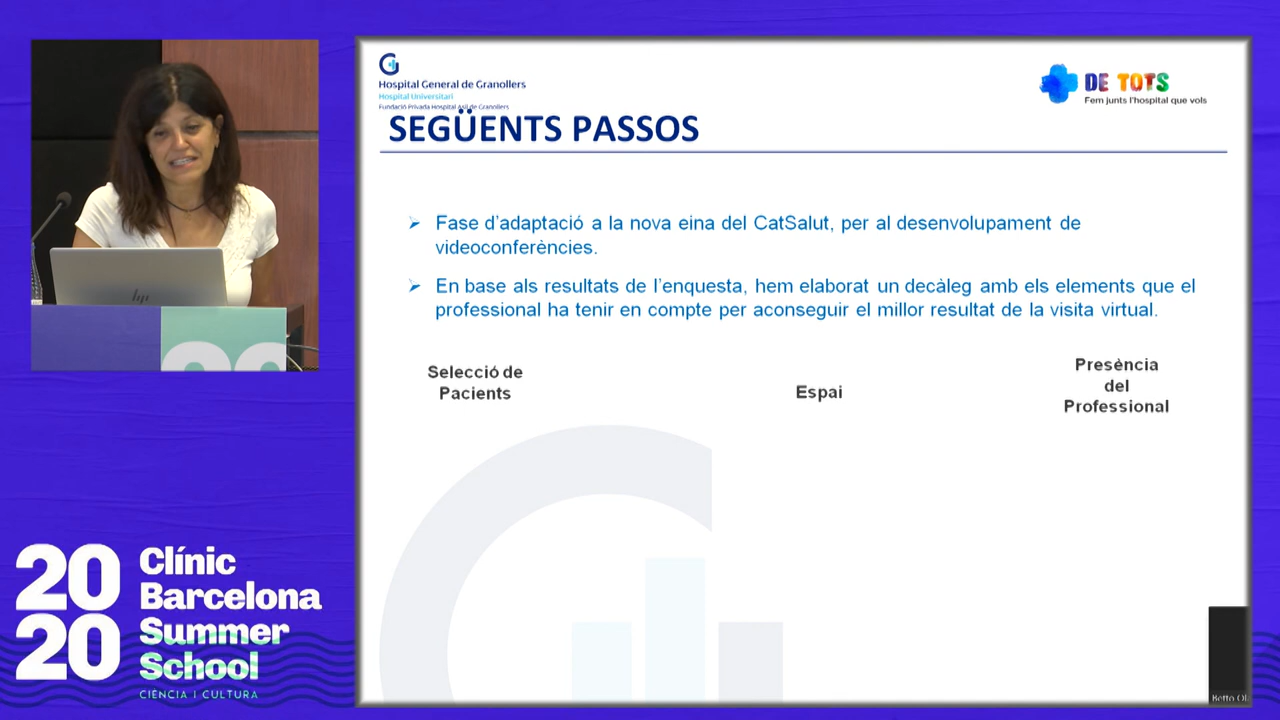 Hospital General de Granollers
Hospital Universitari
Fundació Privada Hospital Asil de Granollers
DE TOTS
Fem junts l'hospital que vols
SEGÜENTS PASSOS
Fase d'adaptació a la nova eina del CatSalut, per al desenvolupament de
videoconferències.
En base als resultats de l'enquesta, hem elaborat un decàleg amb els elements que el
professional ha tenir en compte per aconseguir el millor resultat de la visita virtual.
Selecció de
Pacients
Espai
Presència
del
Professional
hp
20
20
Clínic
Barcelona
Summer
School
CIÈNCIA I CULTURA